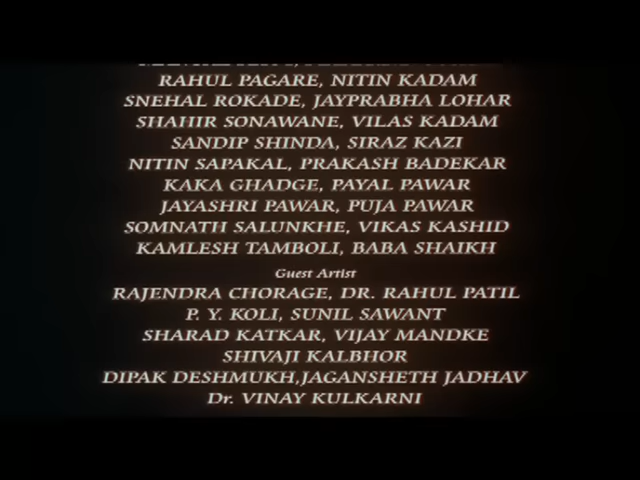 RAHUL PAGARE, NITIN KADAM
SNEHAL ROKADE, JAYPRABHA LOHAR
SHAHIR SONAWANE, VILAS KADAM
SANDIP SHINDA, SIRAZ KAZI
NITIN SAPAKAL, PRAKASH BADEKAR
KAKA GHADGE, PAYAL PAWAR
JAYASHRI PAWAR, PUJA PAWAR
SOMNATH SALUNKHE, VIKAS KASHID
KAMLESH TAMBOLI, BABA SHAIKH
Guest Artist
RAJENDRA CHORAGE, DR. RAHUL PATIL
P. Y. KOLI, SUNIL SAWANT
SHARAD KATKAR, VIJAY MANDKE
SHIVAJI KALBHOR
DIPAK DESHMUKH,JAGANSHETH JADHAV
Dr. VINAY KULKARNI